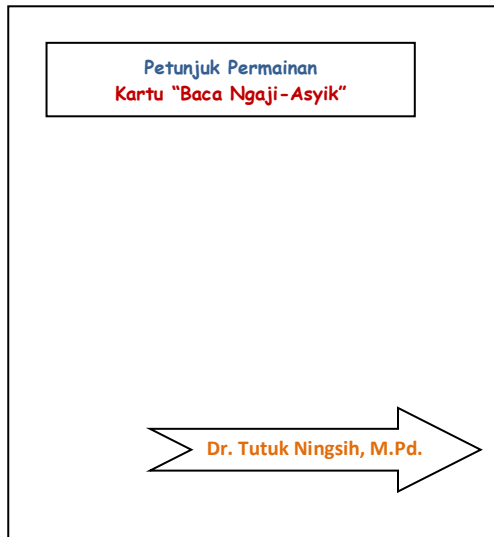 Petunjuk Permainan
Kartu “Baca Ngaji-Asyik”
Dr. Tutuk Ningsih, M.Pd.